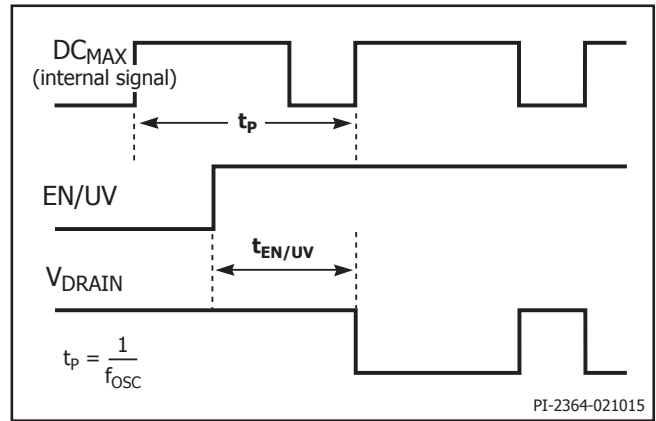 DCMAX
(internal signal)
tP
EN/UV
tEN/UV
VDRAIN
tP = 1
fOSC
PI-2364-021015